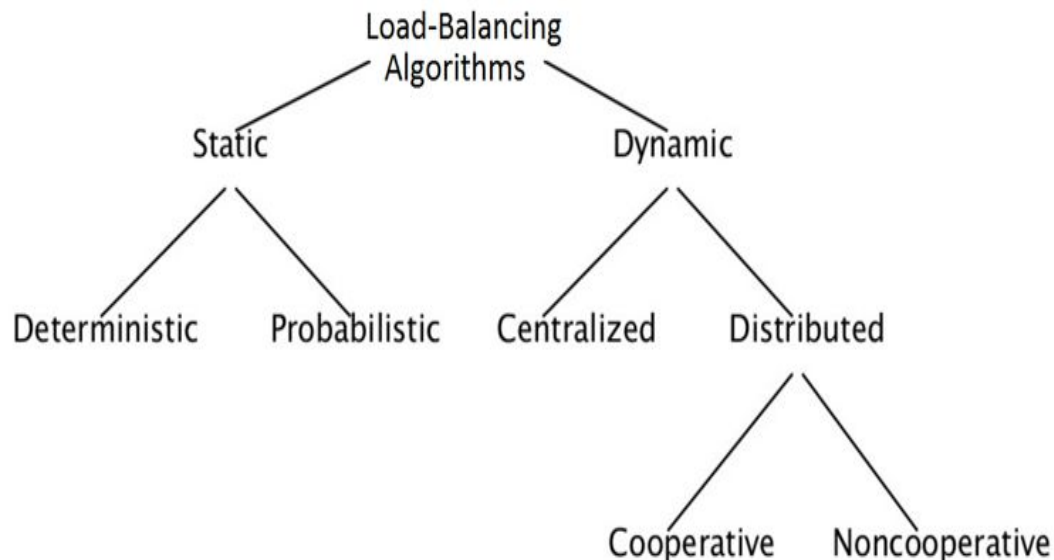 Load-Balancing
Algorithms
Static
Dynamic
Deterministic
Probabilistic
Centralized
Distributed
Cooperative
Noncooperative